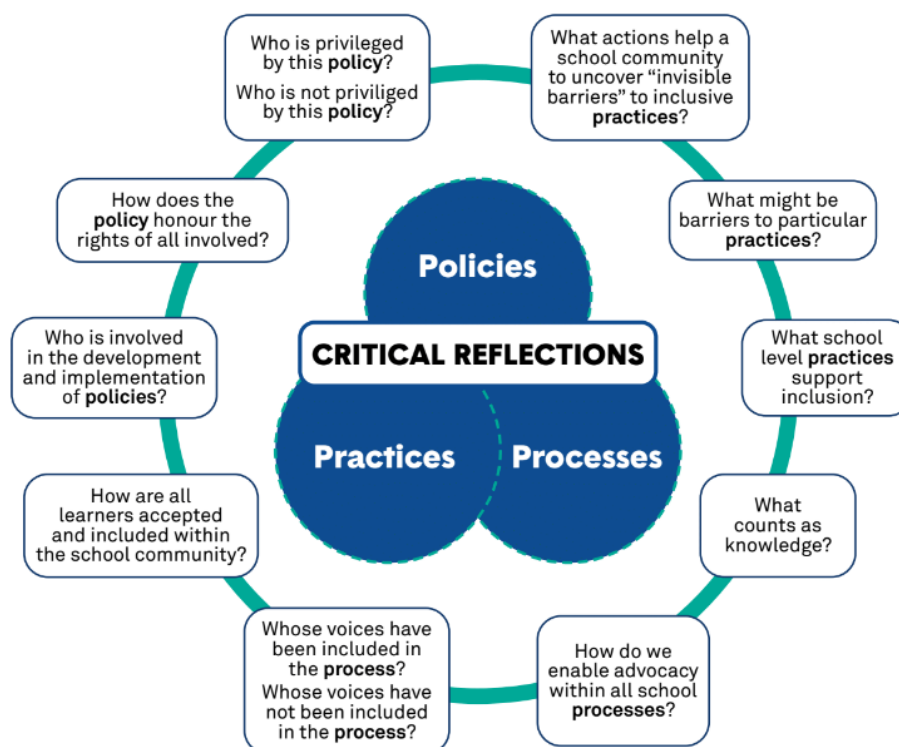 Who is privileged
by this policy?
Who is not priviliged
by this policy?
What actions help a
school community
to uncover “invisible
barriers” to inclusive
practices?
How does the
policy honour the
rights of all involved?
What might be
barriers to particular
practices?
Policies
CRITICAL REFLECTIONS
Practices
Processes
Who is involved
in the development
and implementation
of policies?
What school
level practices
support
inclusion?
How are all
learners accepted
and included within
the school community?
What
counts as
knowledge?
Whose voices have
been included in
the process?
Whose voices have
not been included
in the process?
How do we
enable advocacy
within all school
processes?